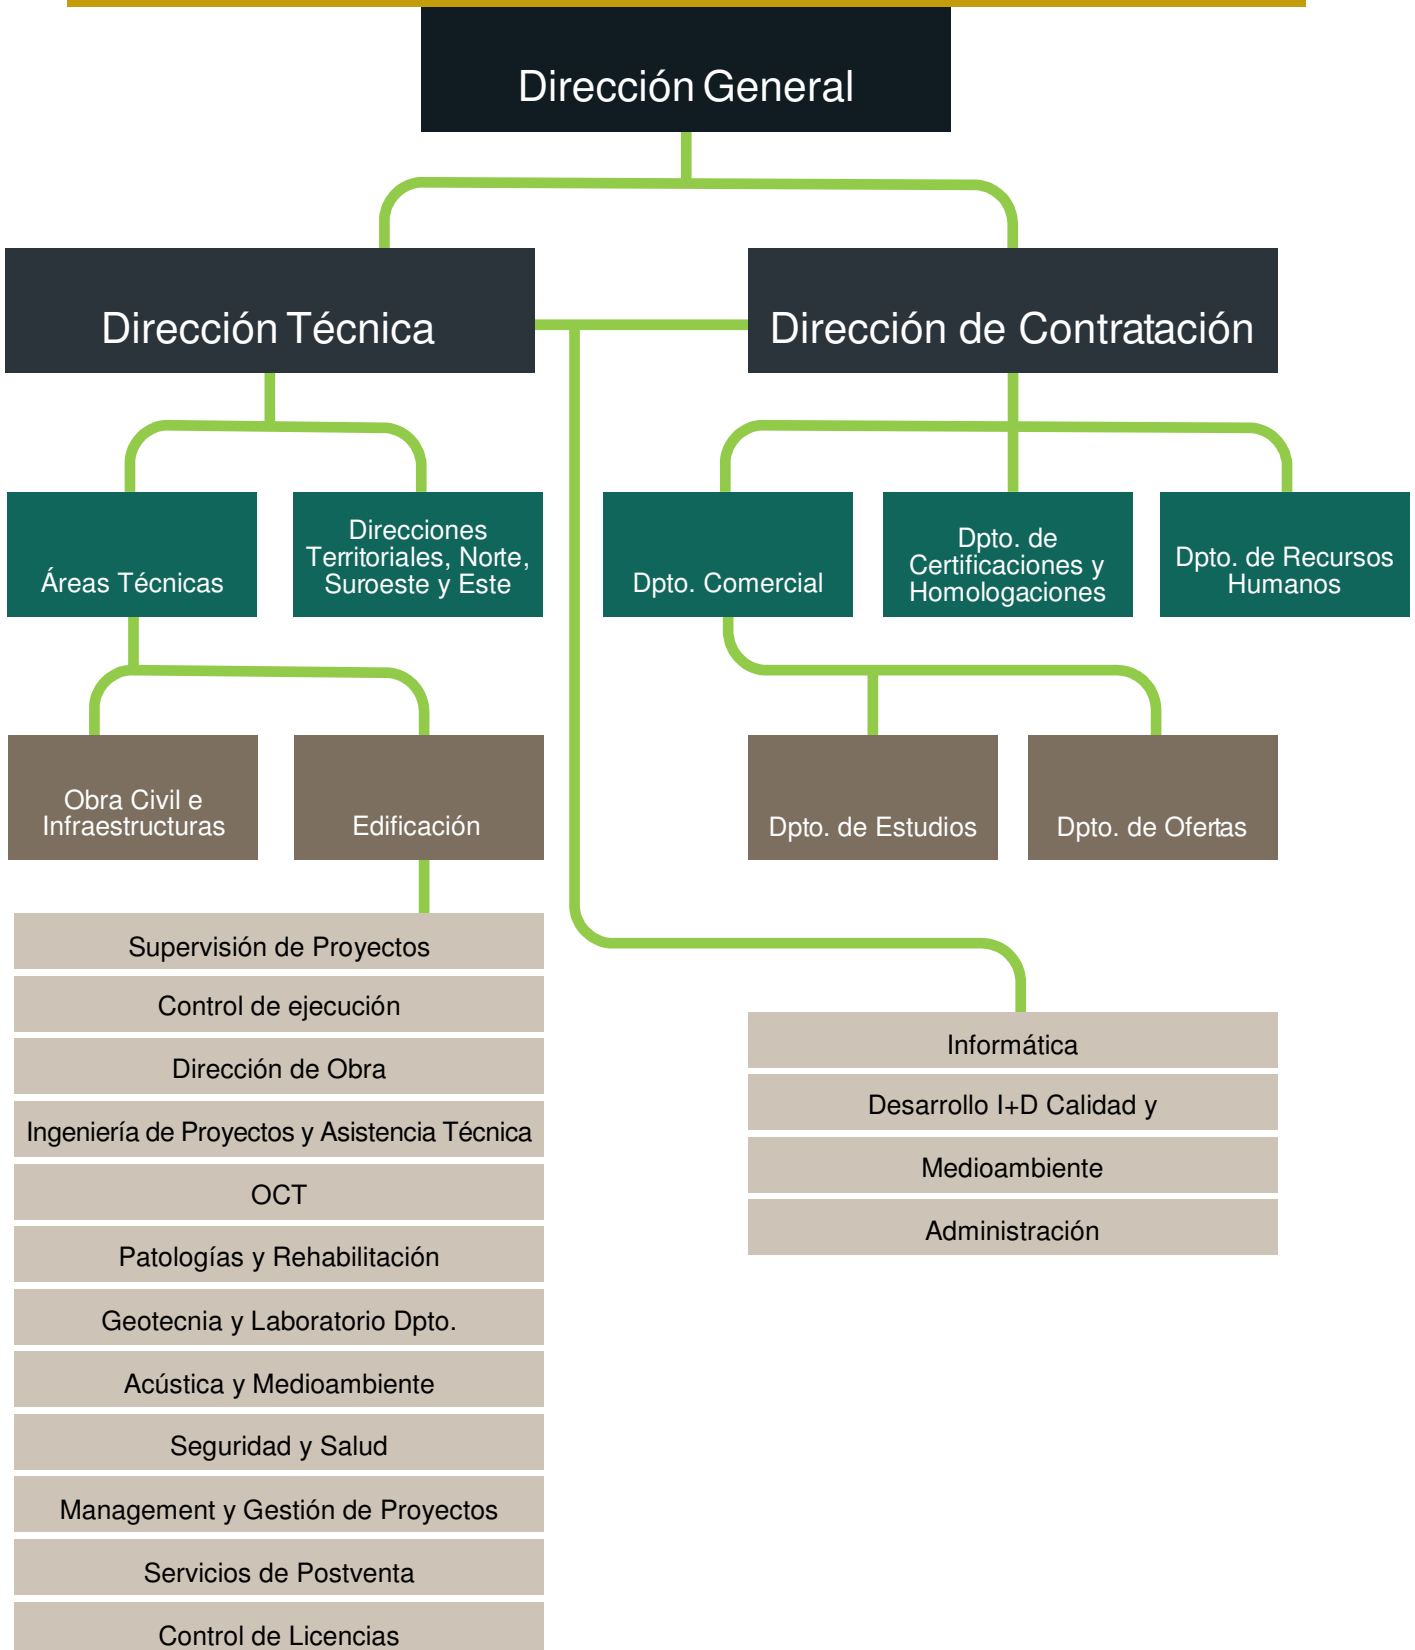 Dirección General
Dirección Técnica
Dirección de Contratación
Áreas Técnicas
Direcciones
Territoriales, Norte,
Suroeste y Este
Dpto. Comercial
Dpto. de
Certificaciones y
Homologaciones
Dpto. de Recursos
Humanos
Obra Civil e
Infraestructuras
Edificación
Dpto. de Estudios
Dpto. de Ofertas
Supervisión de Proyectos
Control de ejecución
Dirección de Obra
Ingeniería de Proyectos y Asistencia Técnica
OCT
Patologías y Rehabilitación
Geotecnia y Laboratorio Dpto.
Acústica y Medioambiente
Seguridad y Salud
Management y Gestión de Proyectos
Servicios de Postventa
Control de Licencias
Informática
Desarrollo I+D Calidad y
Medioambiente
Administración